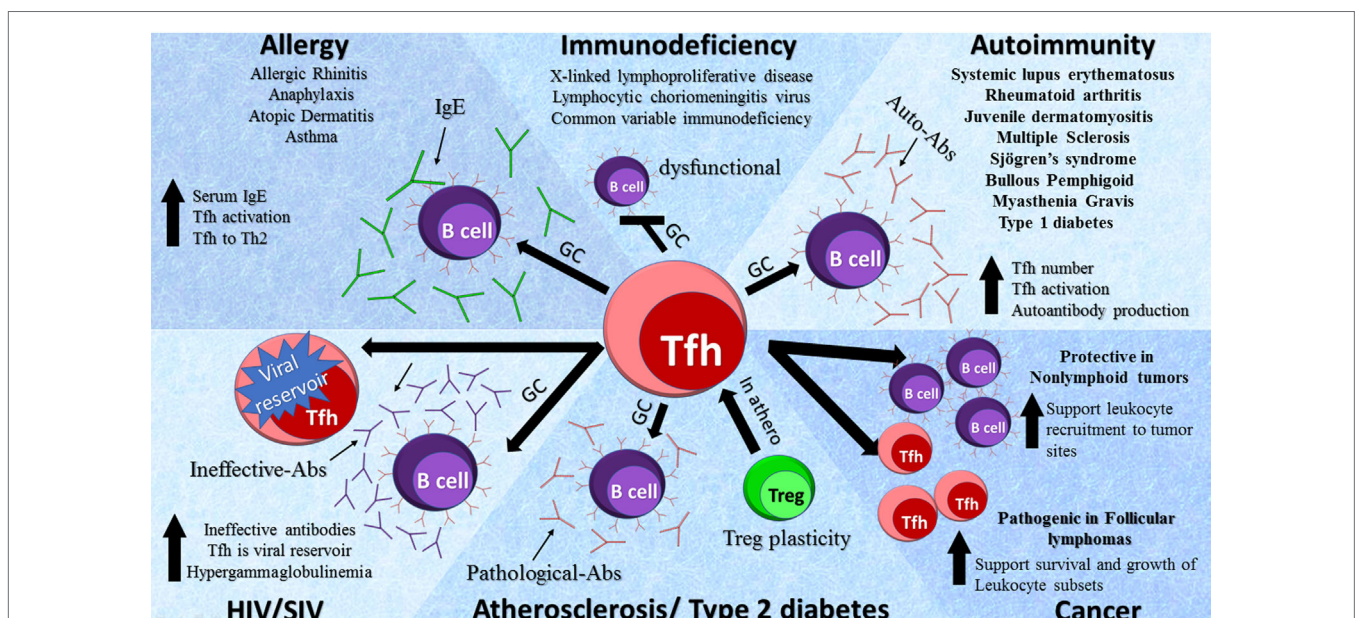 Allergy
Allergic Rhinitis
Anaphylaxis
Atopic Dermatitis
Asthma
IgE
Serum IgE
Tfh activation
Tfh to Th2
B cell
GC
Immunodeficiency
X-linked lymphoproliferative disease
Lymphocytic choriomeningitis virus
Common variable immunodeficiency
B cell
dysfunctional
GC
Autoimmunity
Systemic lupus erythematosus
Rheumatoid arthritis
Juvenile dermatomyositis
Multiple Sclerosis
Sjögren's syndrome
Bullous Pemphigoid
Myasthenia Gravis
Type 1 diabetes
Auto-Abs
B cell
GC
Tfh number
Tfh activation
Autoantibody production
Tfh
Viral
reservoir
Tfh
GC
Ineffective-Abs
B cell
Ineffective antibodies
Tfh is viral reservoir
Hypergammaglobulinemia
HIV/SIV
GC
B cell
Pathological-Abs
In athero
Treg
Treg plasticity
Atherosclerosis/ Type 2 diabetes
B cell
B cell
B cell
Protective in
Nonlymphoid tumors
Support leukocyte
recruitment to tumor
sites
Tfh
Tfh
Tfh
Pathogenic in Follicular
lymphomas
Support survival and growth of
Leukocyte subsets
Cancer